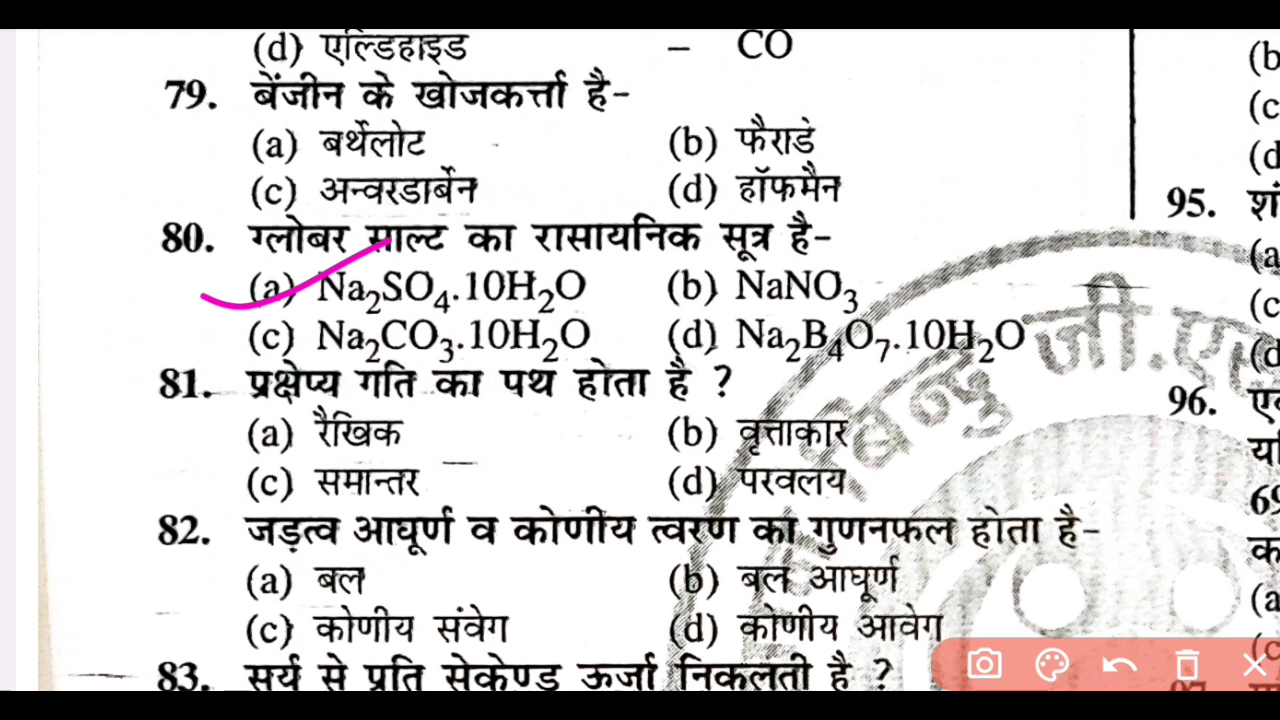 (d) एल्डिहाइड – CO
79. बेंजीन के खोजकर्त्ता है-
(a) बर्थेलोट (b) फैराडे
(c) अन्वरडार्बेन (d) हॉफमैन
80. ग्लोबर साल्ट का रासायनिक सूत्र है-
(a) Na₂SO₄.10H₂O (b) NaNO₃
(c) Na₂CO₃.10H₂O (d) Na₂B₄O₇.10H₂O
81. प्रक्षेप्य गति का पथ होता है ?
(a) रैखिक (b) वृत्ताकार
(c) समान्तर (d) परवलय
82. जड़त्व आघूर्ण व कोणीय त्वरण का गुणनफल होता है-
(a) बल (b) बल आघूर्ण
(c) कोणीय संवेग (d) कोणीय आवेग
83. सर्य से प्रति सेकेण्ड ऊर्जा निकलती है ?
(b
(c
(d
95.
(a
(c
(d
96.
69
(a
(c
बिन्दु जी.